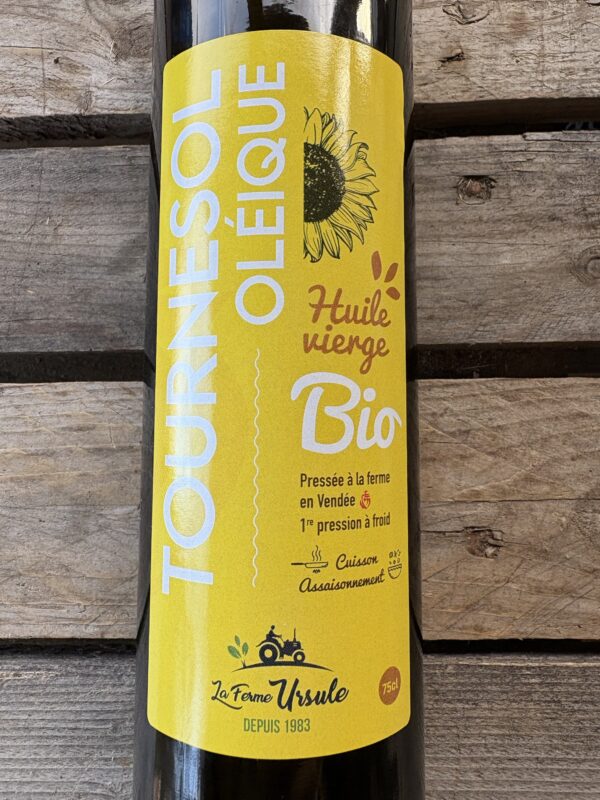 TOURNESOL
OLÉIQUE
Huile
vierge
Bio
Pressée à la ferme
en Vendée
1re pression à froid
Cuisson
Assaisonnement
La Ferme Ursule
DEPUIS 1983
75cl